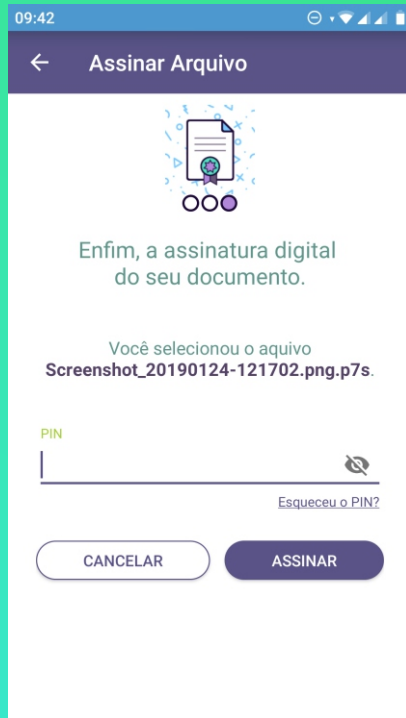 09:42
Assinar Arquivo
Enfim, a assinatura digital
do seu documento.
Você selecionou o aquivo
Screenshot_20190124-121702.png.p7s.
PIN
Esqueceu o PIN?
CANCELAR
ASSINAR